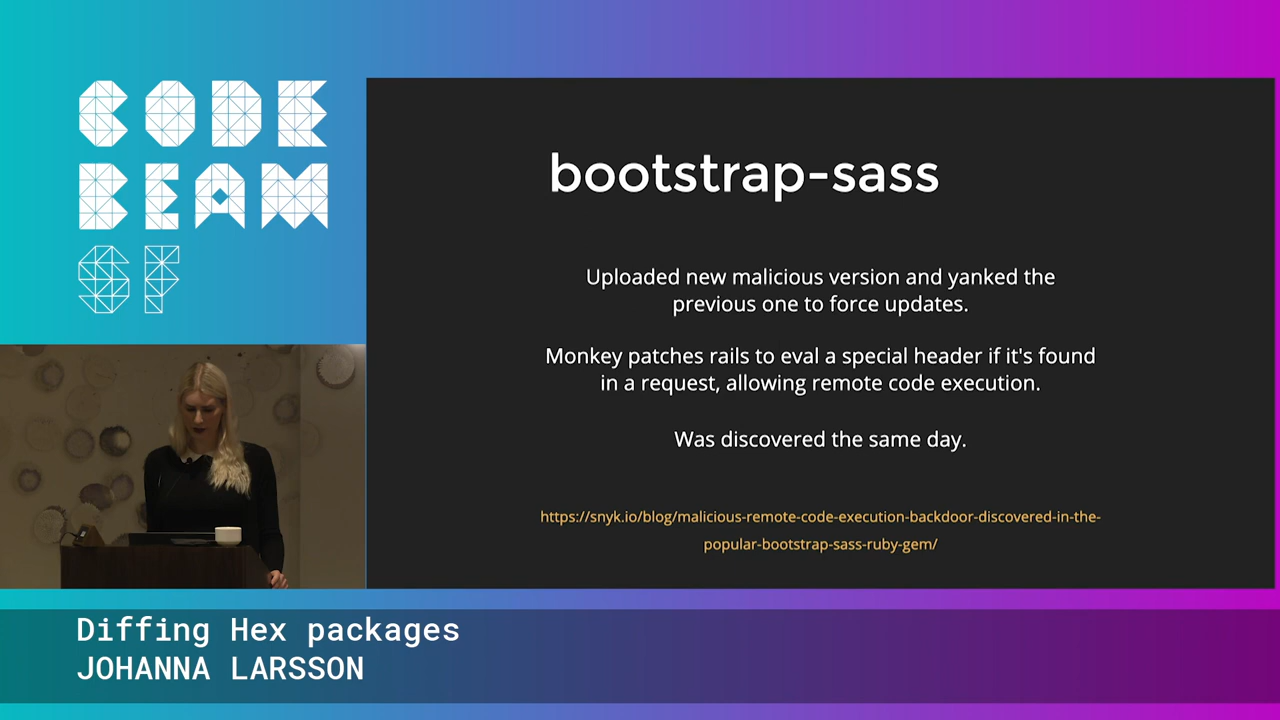 CODE
BEAM
SF
bootstrap-sass
Uploaded new malicious version and yanked the
previous one to force updates.
Monkey patches rails to eval a special header if it's found
in a request, allowing remote code execution.
Was discovered the same day.
https://snyk.io/blog/malicious-remote-code-execution-backdoor-discovered-in-the-
popular-bootstrap-sass-ruby-gem/
Diffing Hex packages
JOHANNA LARSSON